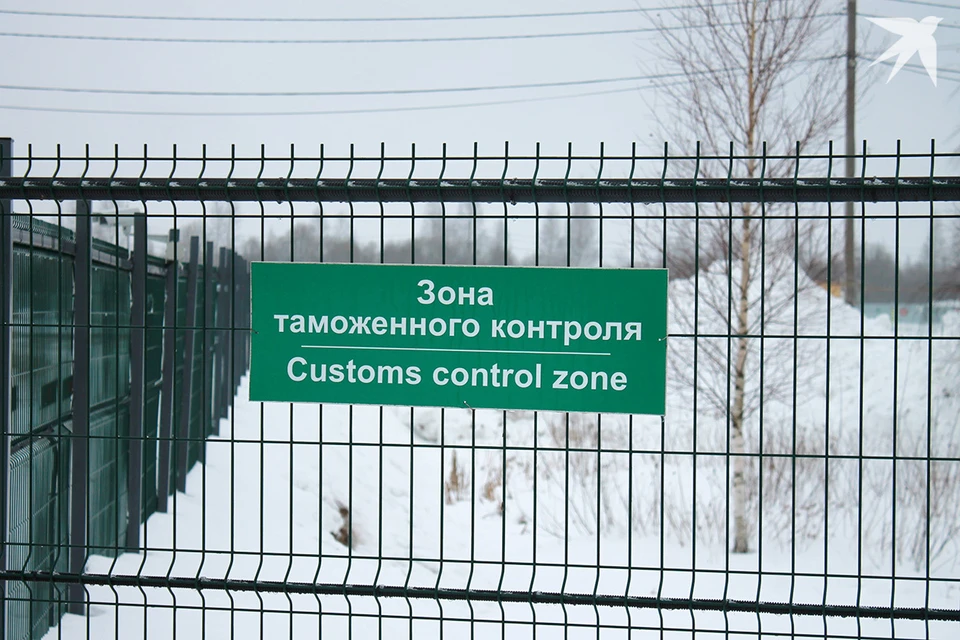 Зона
таможенного контроля
Customs control zone